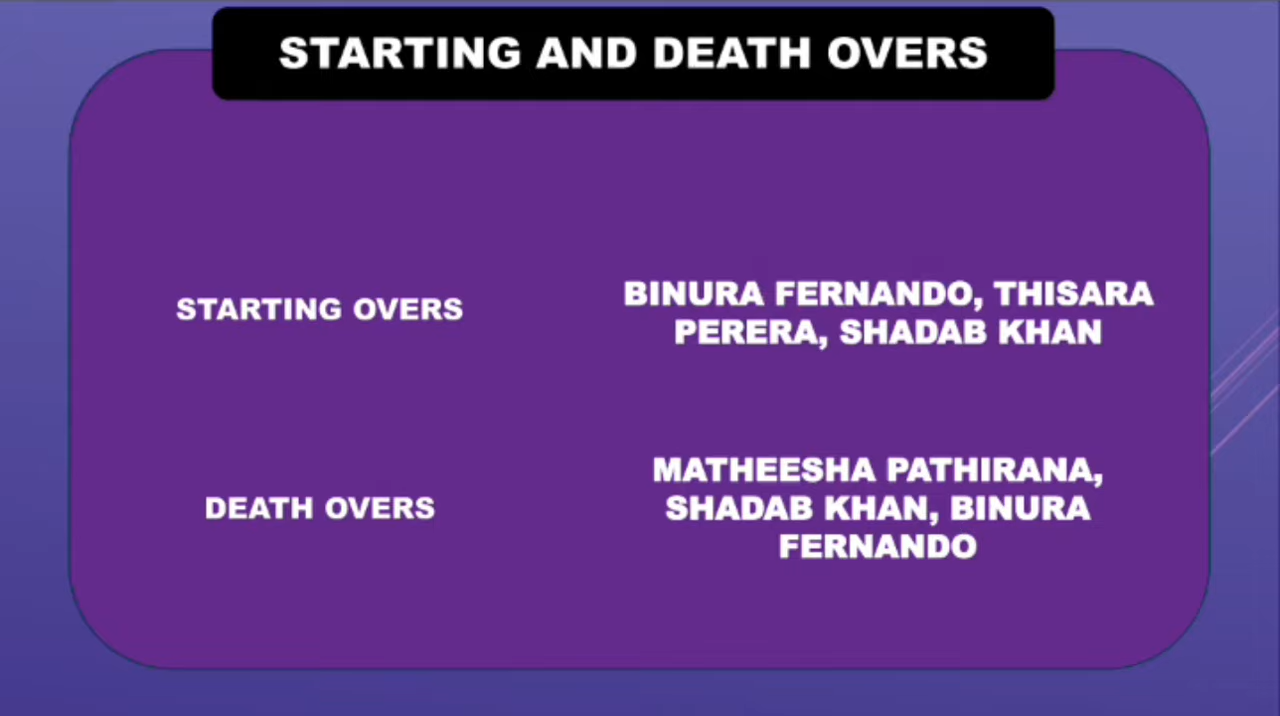 STARTING AND DEATH OVERS
STARTING OVERS
BINURA FERNANDO, THISARA
PERERA, SHADAB KHAN
DEATH OVERS
MATHEESHA PATHIRANA,
SHADAB KHAN, BINURA
FERNANDO